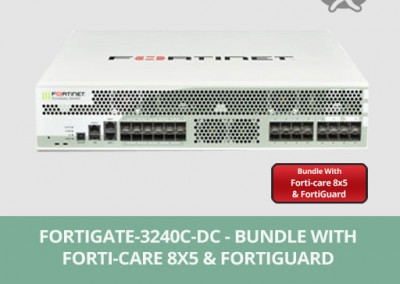 FORTINET
FORTINET
Bundle With
Forti-care 8x5
& FortiGuard
FORTIGATE-3240C-DC - BUNDLE WITH
FORTI-CARE 8X5 & FORTIGUARD